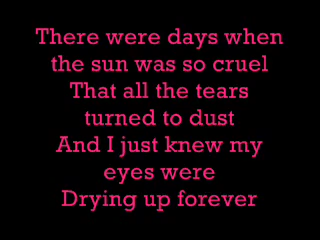 There were days when
the sun was so cruel
That all the tears
turned to dust
And I just knew my
eyes were
Drying up forever